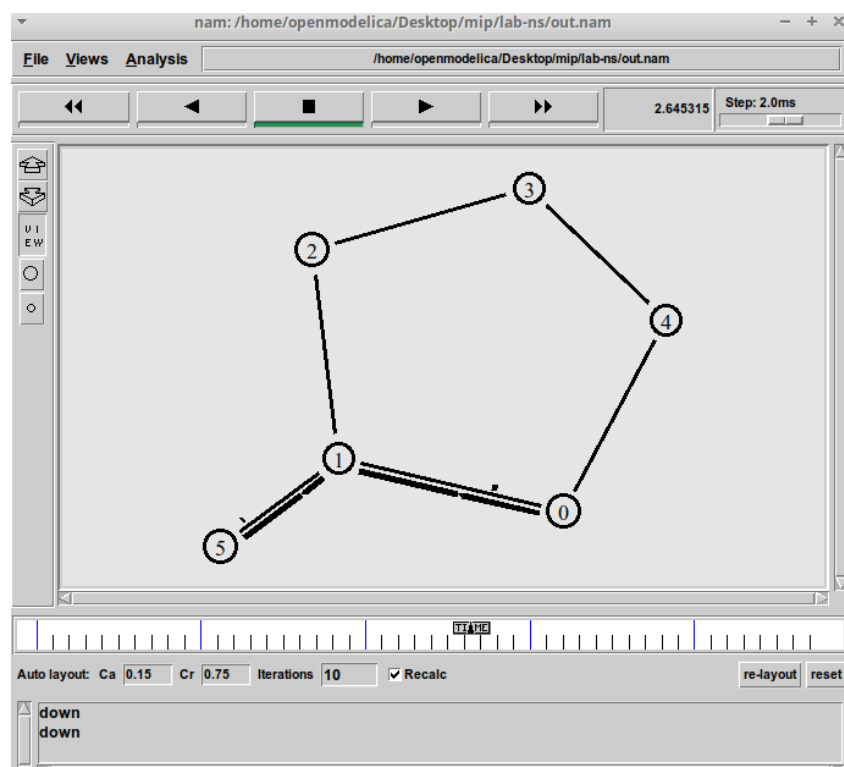 nam: /home/openmodelica/Desktop/mip/lab-ns/out.nam
File Views Analysis /home/openmodelica/Desktop/mip/lab-ns/out.nam
2.645315 Step: 2.0ms
VI
EW
3
2
4
1
0
5
TIME
Auto layout: Ca 0.15 Cr 0.75 Iterations 10 Recalc re-layout reset
down
down